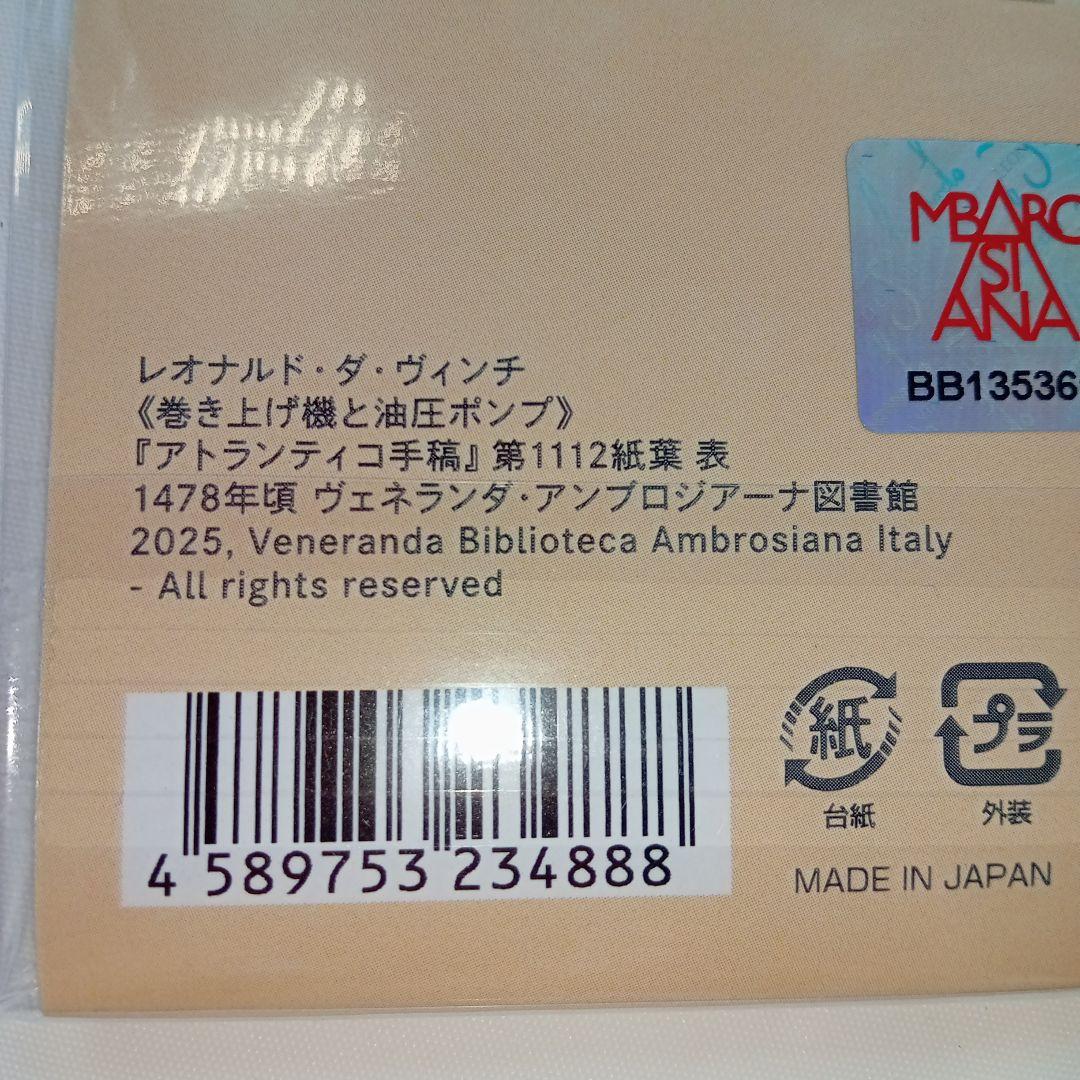 MBARO
SI
ANA
BB13536
レオナルド・ダ・ヴィンチ
《巻き上げ機と油圧ポンプ》
『アトランティコ手稿』 第1112紙葉 表
1478年頃 ヴェネランダ・アンブロジアーナ図書館
2025, Veneranda Biblioteca Ambrosiana Italy
- All rights reserved
紙
台紙
プラ
外装
4 589753 234888
MADE IN JAPAN